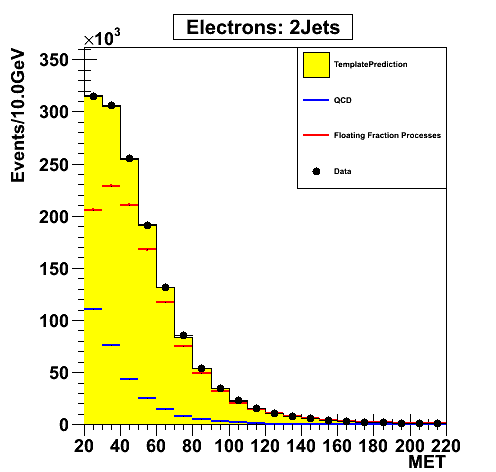 Electrons: 2Jets
×10³
Events/10.0GeV
350
300
250
200
150
100
50
0
TemplatePrediction
QCD
Floating Fraction Processes
Data
20 40 60 80 100 120 140 160 180 200 220
MET